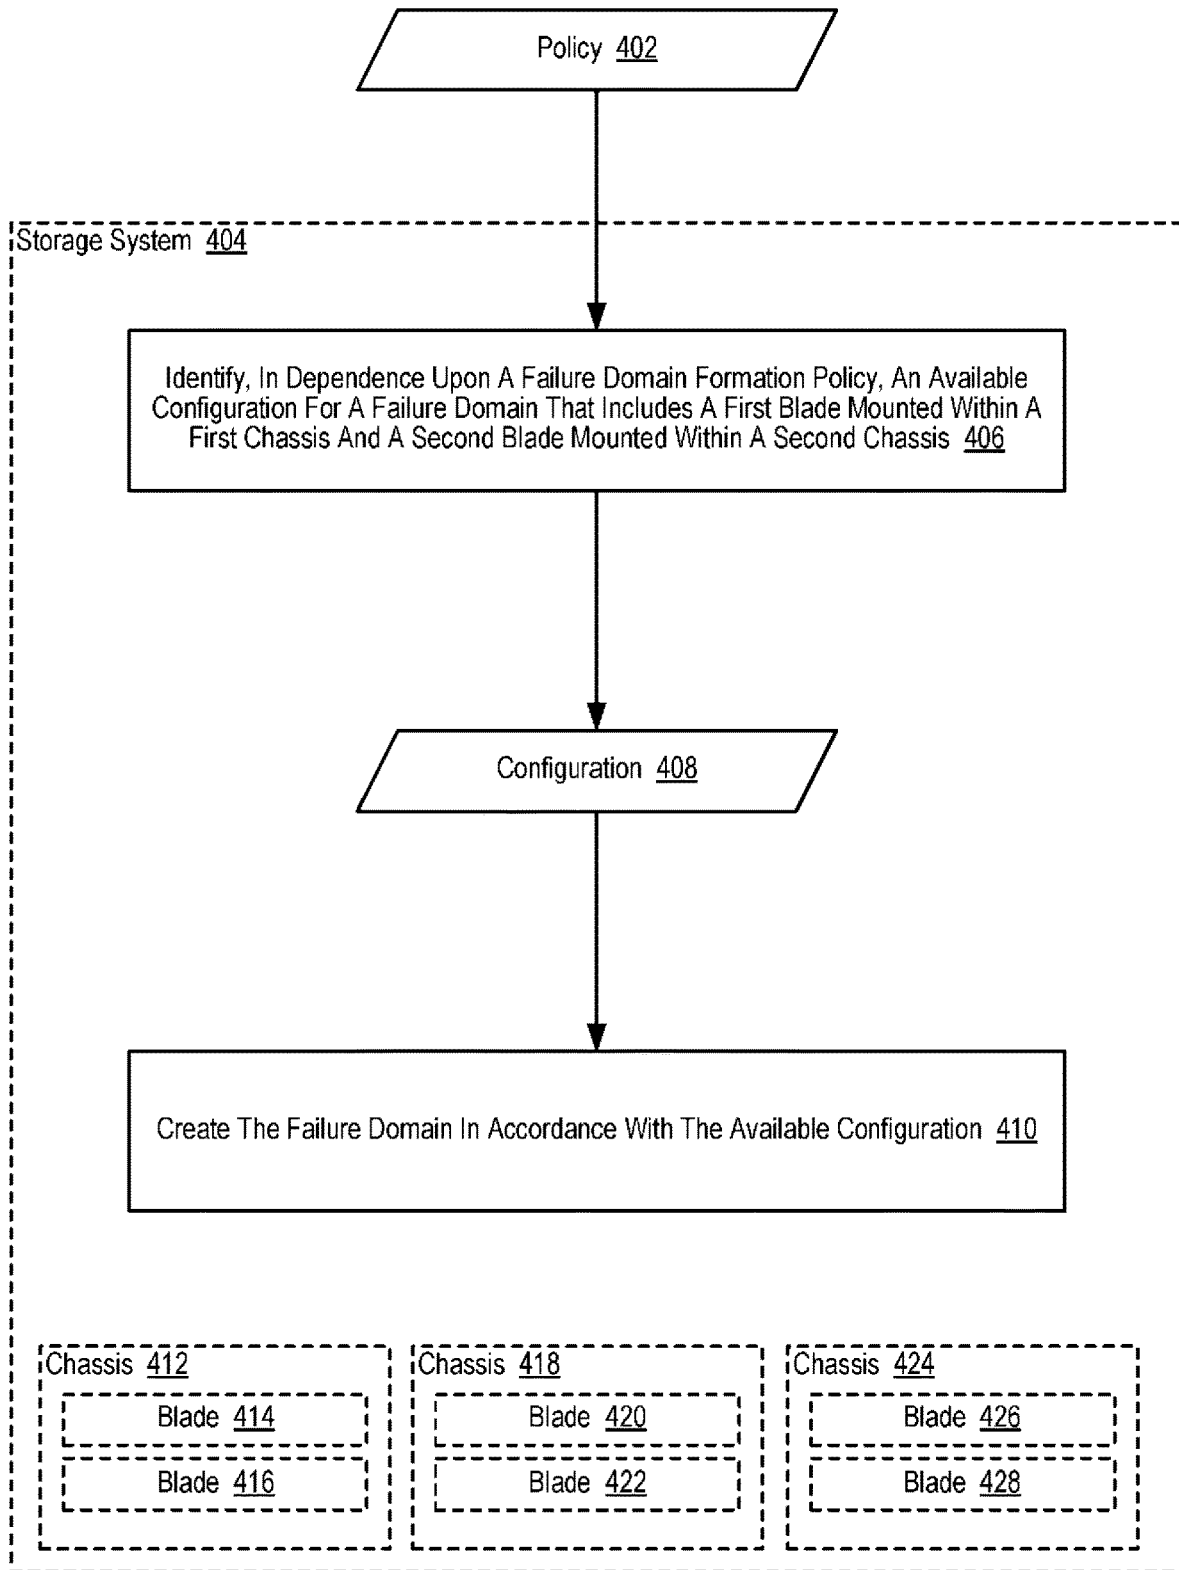 Policy 402
Storage System 404
Identify, In Dependence Upon A Failure Domain Formation Policy, An Available
Configuration For A Failure Domain That Includes A First Blade Mounted Within A
First Chassis And A Second Blade Mounted Within A Second Chassis 406
Configuration 408
Create The Failure Domain In Accordance With The Available Configuration 410
Chassis 412
Blade 414
Blade 416
Chassis 418
Blade 420
Blade 422
Chassis 424
Blade 426
Blade 428